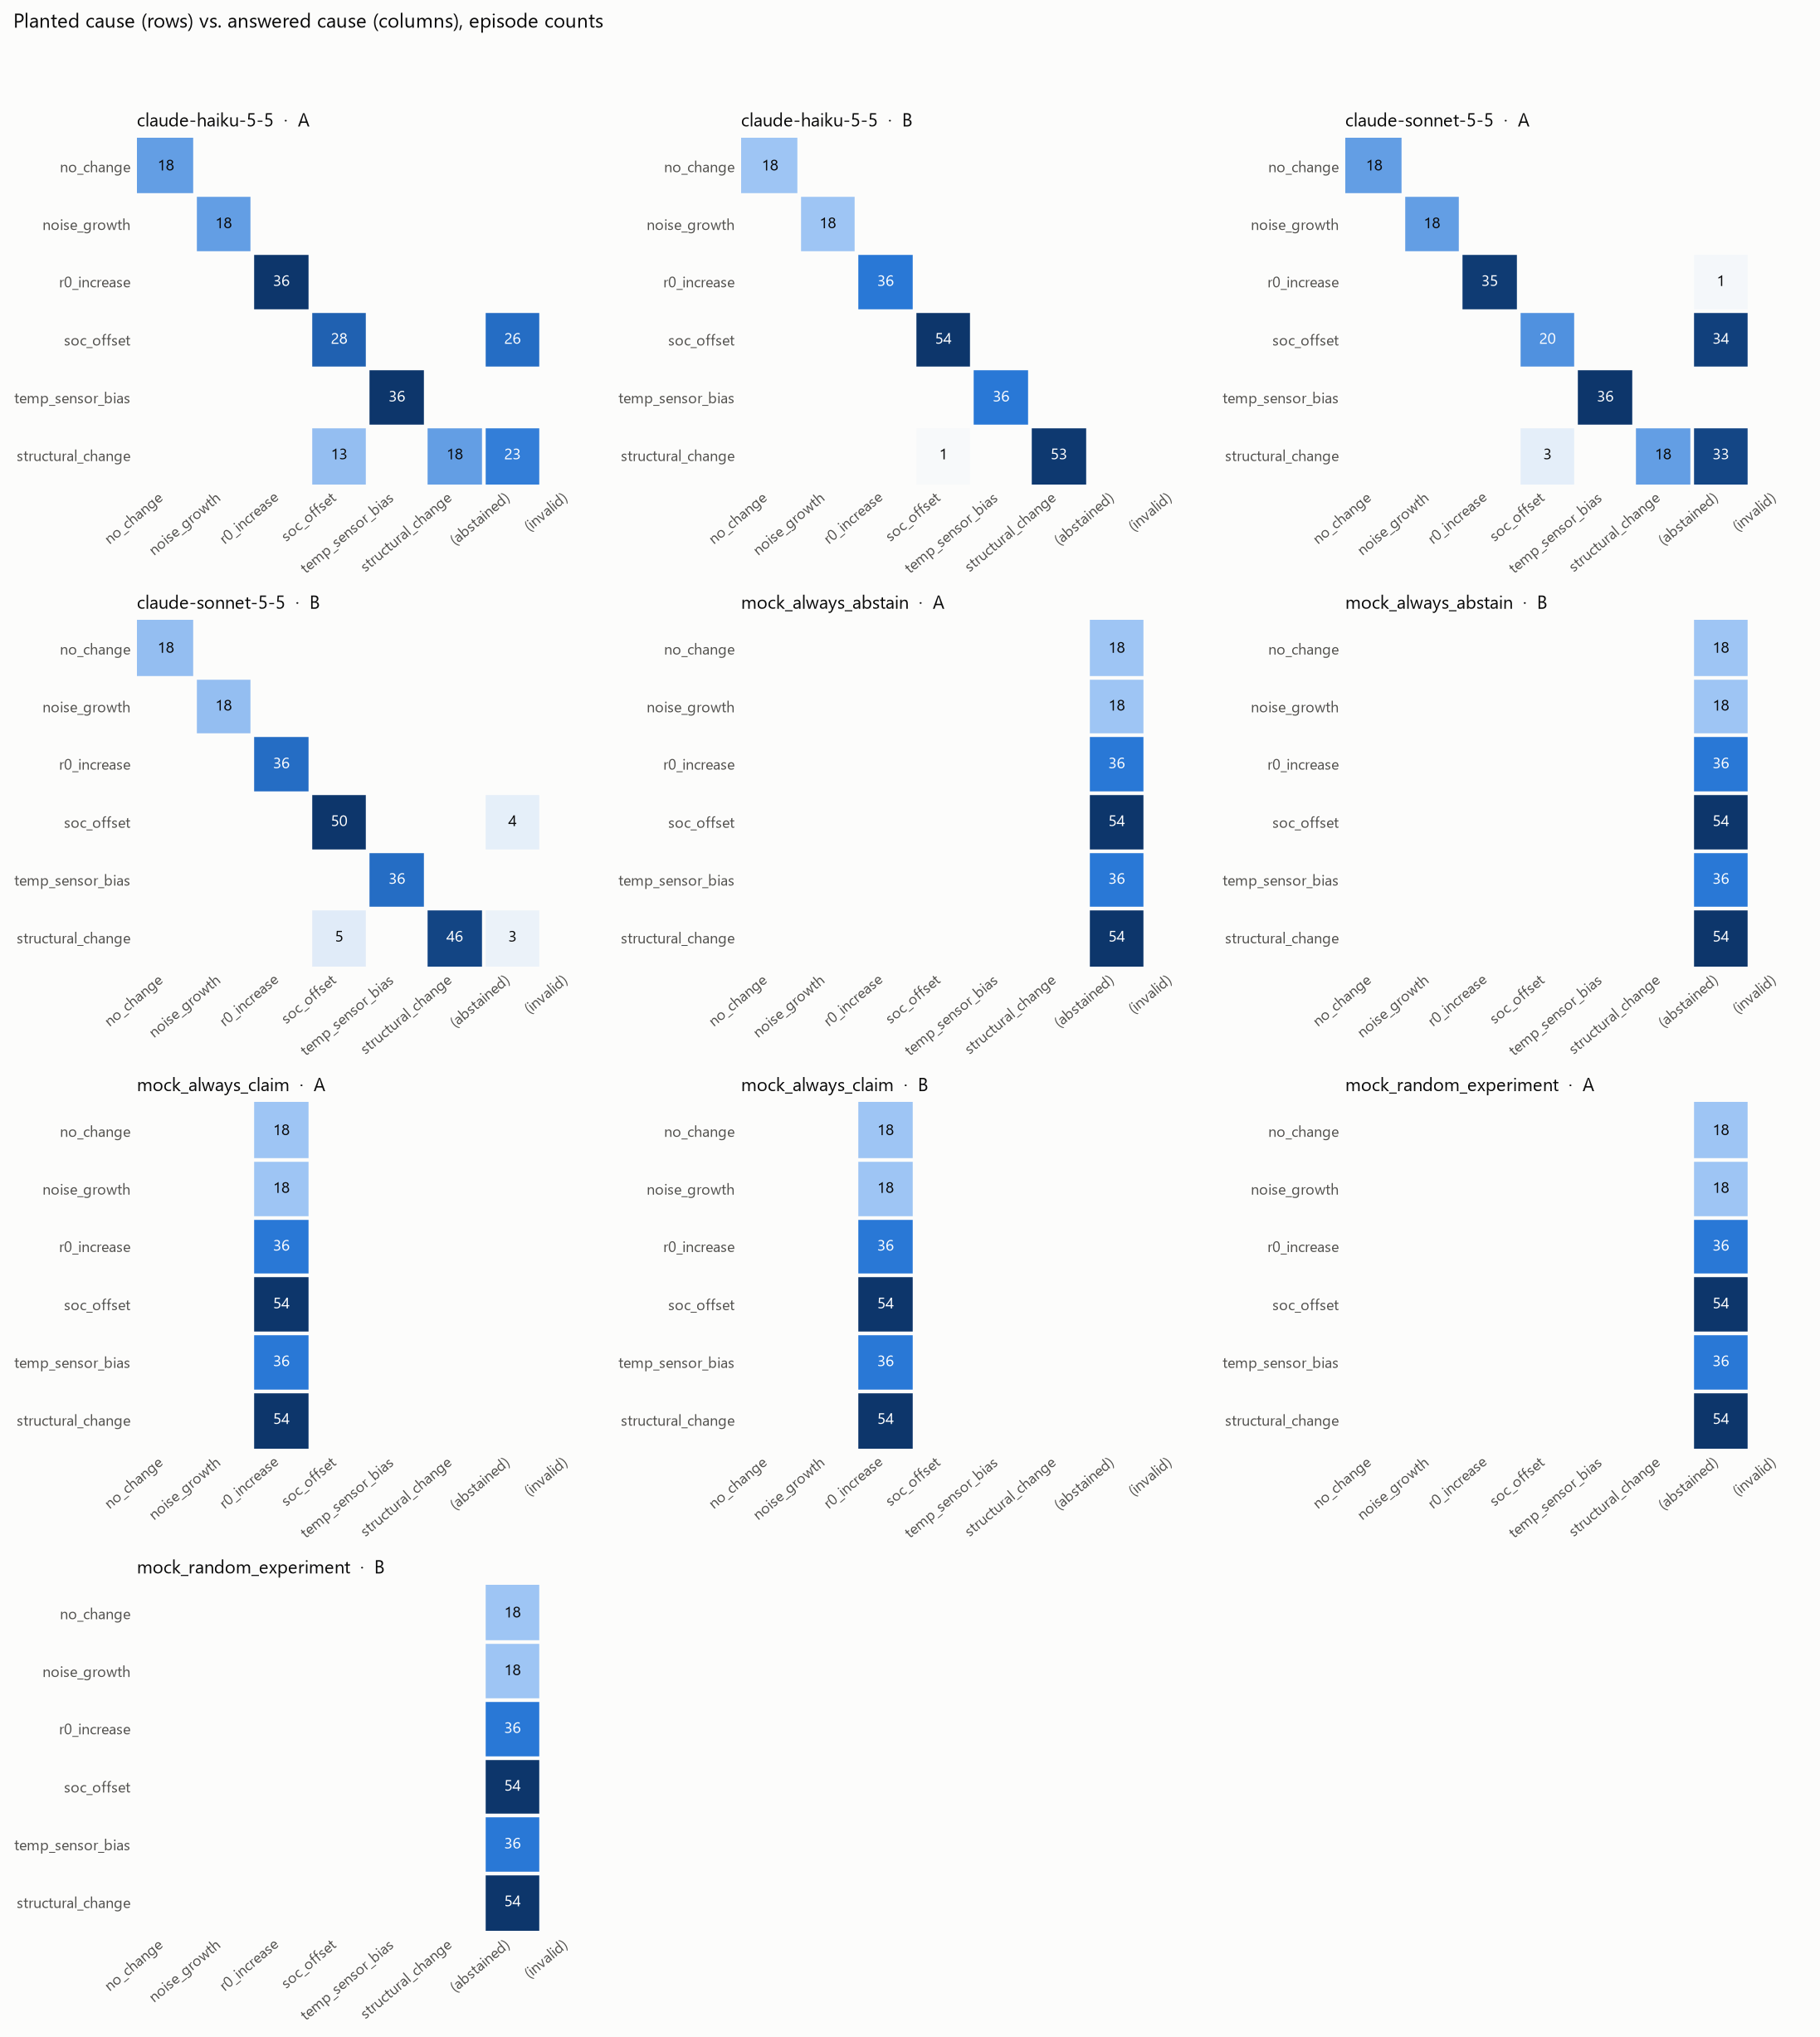 Planted cause (rows) vs. answered cause (columns), episode counts
claude-haiku-5-5 · A
no_change 18
noise_growth 18
r0_increase 36
soc_offset 28 26
temp_sensor_bias 36
structural_change 13 18 23
no_change noise_growth r0_increase soc_offset temp_sensor_bias structural_change (abstained) (invalid)
claude-haiku-5-5 · B
no_change 18
noise_growth 18
r0_increase 36
soc_offset 54
temp_sensor_bias 36
structural_change 1 53
no_change noise_growth r0_increase soc_offset temp_sensor_bias structural_change (abstained) (invalid)
claude-sonnet-5-5 · A
no_change 18
noise_growth 18
r0_increase 35 1
soc_offset 20 34
temp_sensor_bias 36
structural_change 3 18 33
no_change noise_growth r0_increase soc_offset temp_sensor_bias structural_change (abstained) (invalid)
claude-sonnet-5-5 · B
no_change 18
noise_growth 18
r0_increase 36
soc_offset 50 4
temp_sensor_bias 36
structural_change 5 46 3
no_change noise_growth r0_increase soc_offset temp_sensor_bias structural_change (abstained) (invalid)
mock_always_abstain · A
no_change 18
noise_growth 18
r0_increase 36
soc_offset 54
temp_sensor_bias 36
structural_change 54
no_change noise_growth r0_increase soc_offset temp_sensor_bias structural_change (abstained) (invalid)
mock_always_abstain · B
no_change 18
noise_growth 18
r0_increase 36
soc_offset 54
temp_sensor_bias 36
structural_change 54
no_change noise_growth r0_increase soc_offset temp_sensor_bias structural_change (abstained) (invalid)
mock_always_claim · A
no_change 18
noise_growth 18
r0_increase 36
soc_offset 54
temp_sensor_bias 36
structural_change 54
no_change noise_growth r0_increase soc_offset temp_sensor_bias structural_change (abstained) (invalid)
mock_always_claim · B
no_change 18
noise_growth 18
r0_increase 36
soc_offset 54
temp_sensor_bias 36
structural_change 54
no_change noise_growth r0_increase soc_offset temp_sensor_bias structural_change (abstained) (invalid)
mock_random_experiment · A
no_change 18
noise_growth 18
r0_increase 36
soc_offset 54
temp_sensor_bias 36
structural_change 54
no_change noise_growth r0_increase soc_offset temp_sensor_bias structural_change (abstained) (invalid)
mock_random_experiment · B
no_change 18
noise_growth 18
r0_increase 36
soc_offset 54
temp_sensor_bias 36
structural_change 54
no_change noise_growth r0_increase soc_offset temp_sensor_bias structural_change (abstained) (invalid)